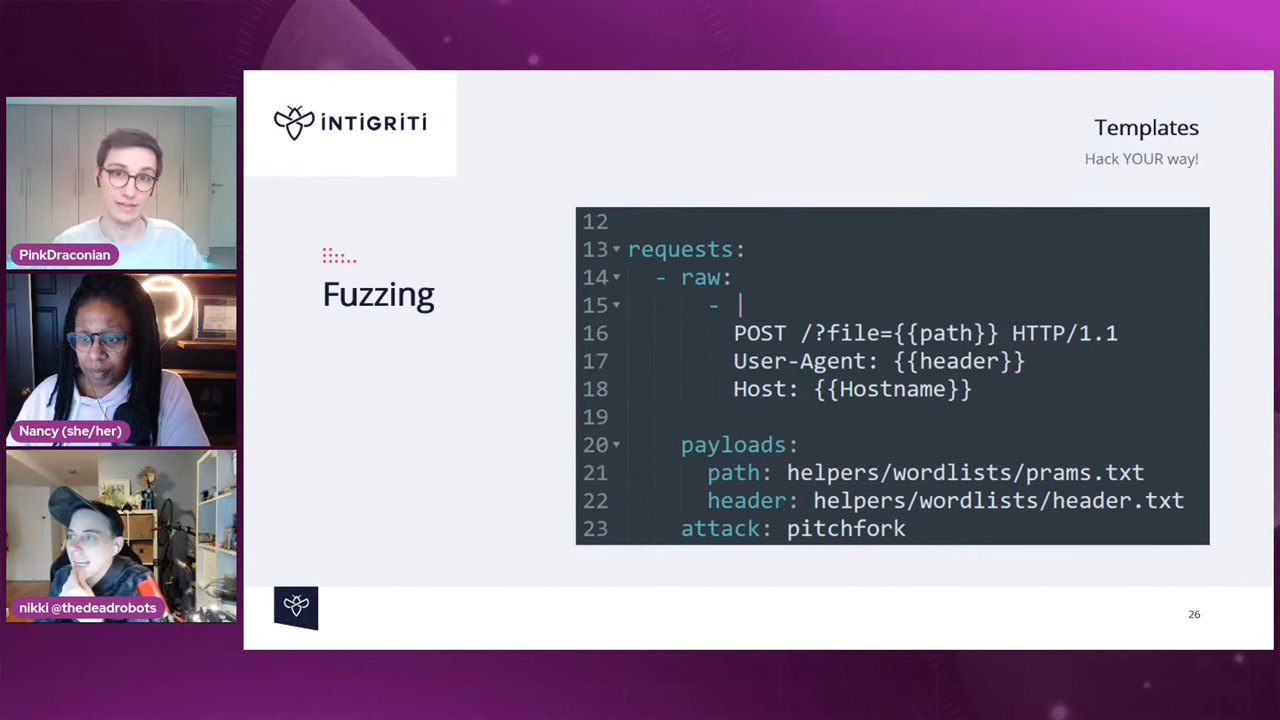 PinkDraconian
Nancy (she/her)
nikki @thedeadrobots
INTIGRITI
Templates
Hack YOUR way!
Fuzzing
12
13 requests:
14 - raw:
15 - |
16 POST /?file={{path}} HTTP/1.1
17 User-Agent: {{header}}
18 Host: {{Hostname}}
19
20 payloads:
21 path: helpers/wordlists/prams.txt
22 header: helpers/wordlists/header.txt
23 attack: pitchfork
26